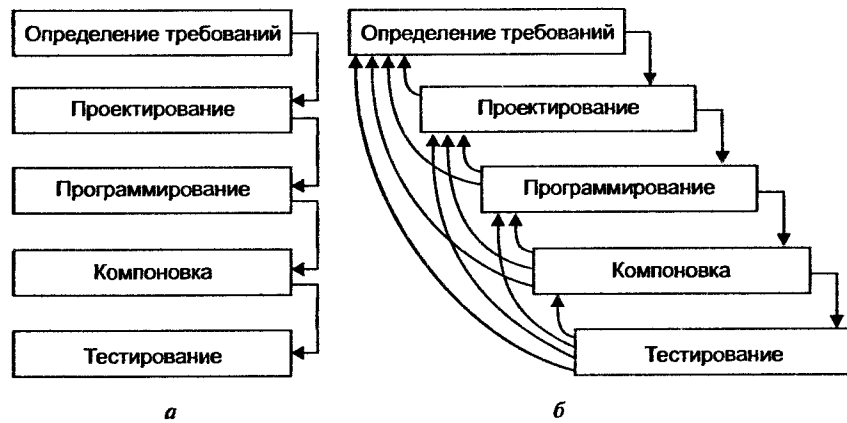 Определение требований
Проектирование
Программирование
Компоновка
Тестирование
а
Определение требований
Проектирование
Программирование
Компоновка
Тестирование
б